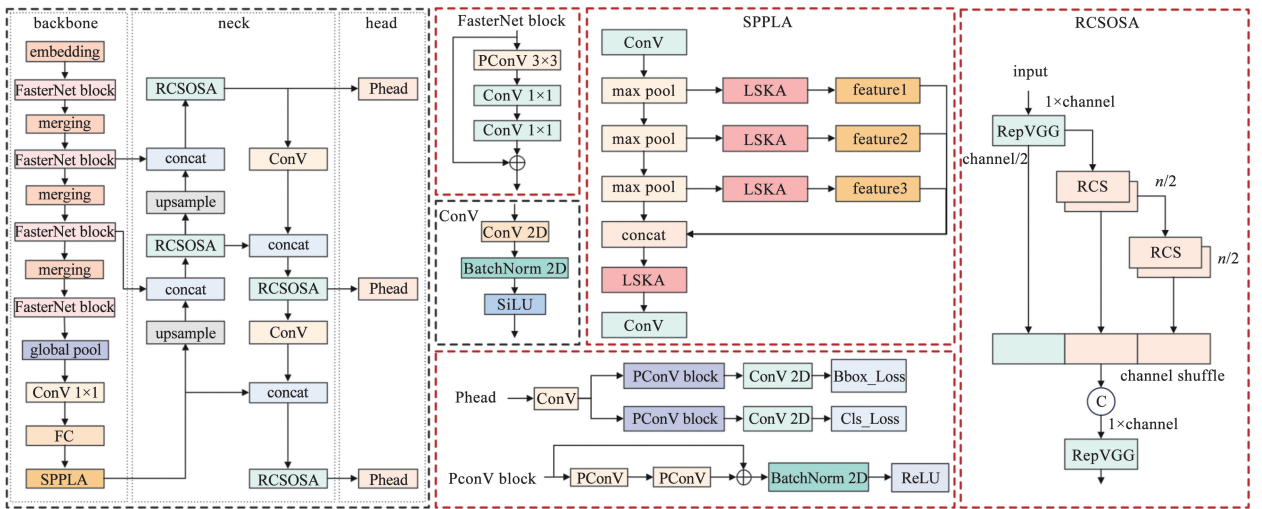 backbone
embedding
FasterNet block
merging
FasterNet block
merging
FasterNet block
merging
FasterNet block
global pool
ConV 1×1
FC
SPPLA
neck
RCSOSA
concat
upsample
RCSOSA
concat
upsample
ConV
concat
RCSOSA
ConV
concat
RCSOSA
head
Phead
Phead
Phead
FasterNet block
PConV 3×3
ConV 1×1
ConV 1×1
ConV
ConV 2D
BatchNorm 2D
SiLU
SPPLA
ConV
max pool
LSKA
feature1
max pool
LSKA
feature2
max pool
LSKA
feature3
concat
LSKA
ConV
Phead
ConV
PConV block
ConV 2D
Bbox_Loss
PConV block
ConV 2D
Cls_Loss
PconV block
PConV
PConV
BatchNorm 2D
ReLU
RCSOSA
input
1×channel
RepVGG
channel/2
RCS
n/2
RCS
n/2
channel shuffle
C
1×channel
RepVGG